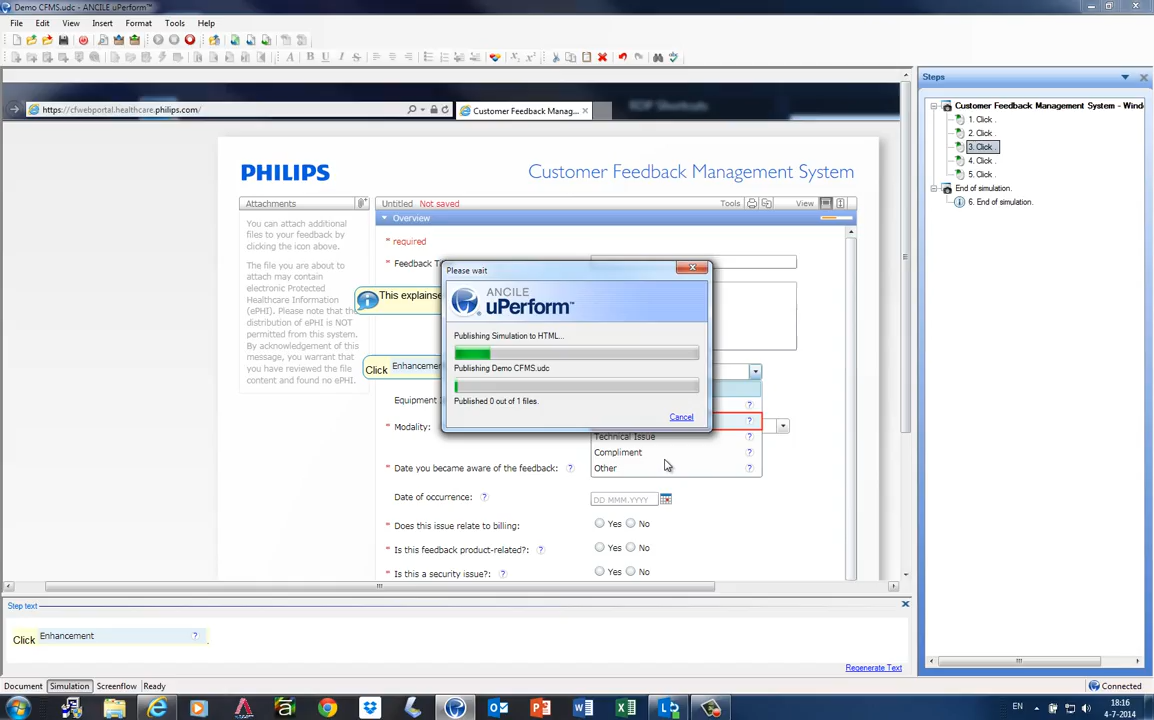 Demo CFMS.udc - ANCILE uPerform™
File Edit View Insert Format Tools Help
https://cfwebportal.healthcare.philips.com/
Customer Feedback Manag...
RDP Shortcuts
PHILIPS
Customer Feedback Management System
Attachments
You can attach additional
files to your feedback by
clicking the icon above.
The file you are about to
attach may contain
electronic Protected
Healthcare Information
(ePHI). Please note that the
distribution of ePHI is NOT
permitted from this system.
By acknowledgement of this
message, you warrant that
you have reviewed the file
content and found no ePHI.
Untitled Not saved
Tools View
Overview
* required
* Feedback T
This explains
Click Enhancemen
Equipment
* Modality:
Technical Issue ?
Compliment ?
Other ?
* Date you became aware of the feedback: ?
Date of occurrence: ?
DD MMM.YYYY
* Does this issue relate to billing:
Yes No
* Is this feedback product-related?: ?
Yes No
* Is this a security issue?: ?
Yes No
Please wait
ANCILE
uPerform™
Publishing Simulation to HTML...
Publishing Demo CFMS.udc
Published 0 out of 1 files.
Cancel
Steps
Customer Feedback Management System - Wind
1. Click .
2. Click .
3. Click .
4. Click .
5. Click .
End of simulation.
6. End of simulation.
Step text
Click Enhancement ? .
Regenerate Text
Document Simulation Screenflow Ready
Connected
EN
18:16
4-7-2014